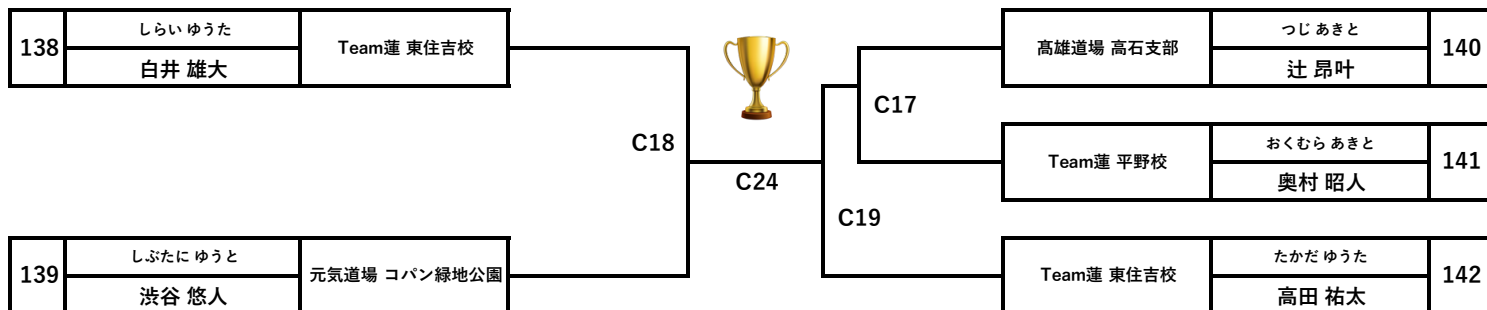 138
しらい ゆうた
白井 雄大
Team蓮 東住吉校
139
しぶたに ゆうと
渋谷 悠人
元気道場 コパン緑地公園
C18
C24
C17
C19
髙雄道場 高石支部
つじ あきと
辻 昂叶
140
Team蓮 平野校
おくむら あきと
奥村 昭人
141
Team蓮 東住吉校
たかだ ゆうた
高田 祐太
142